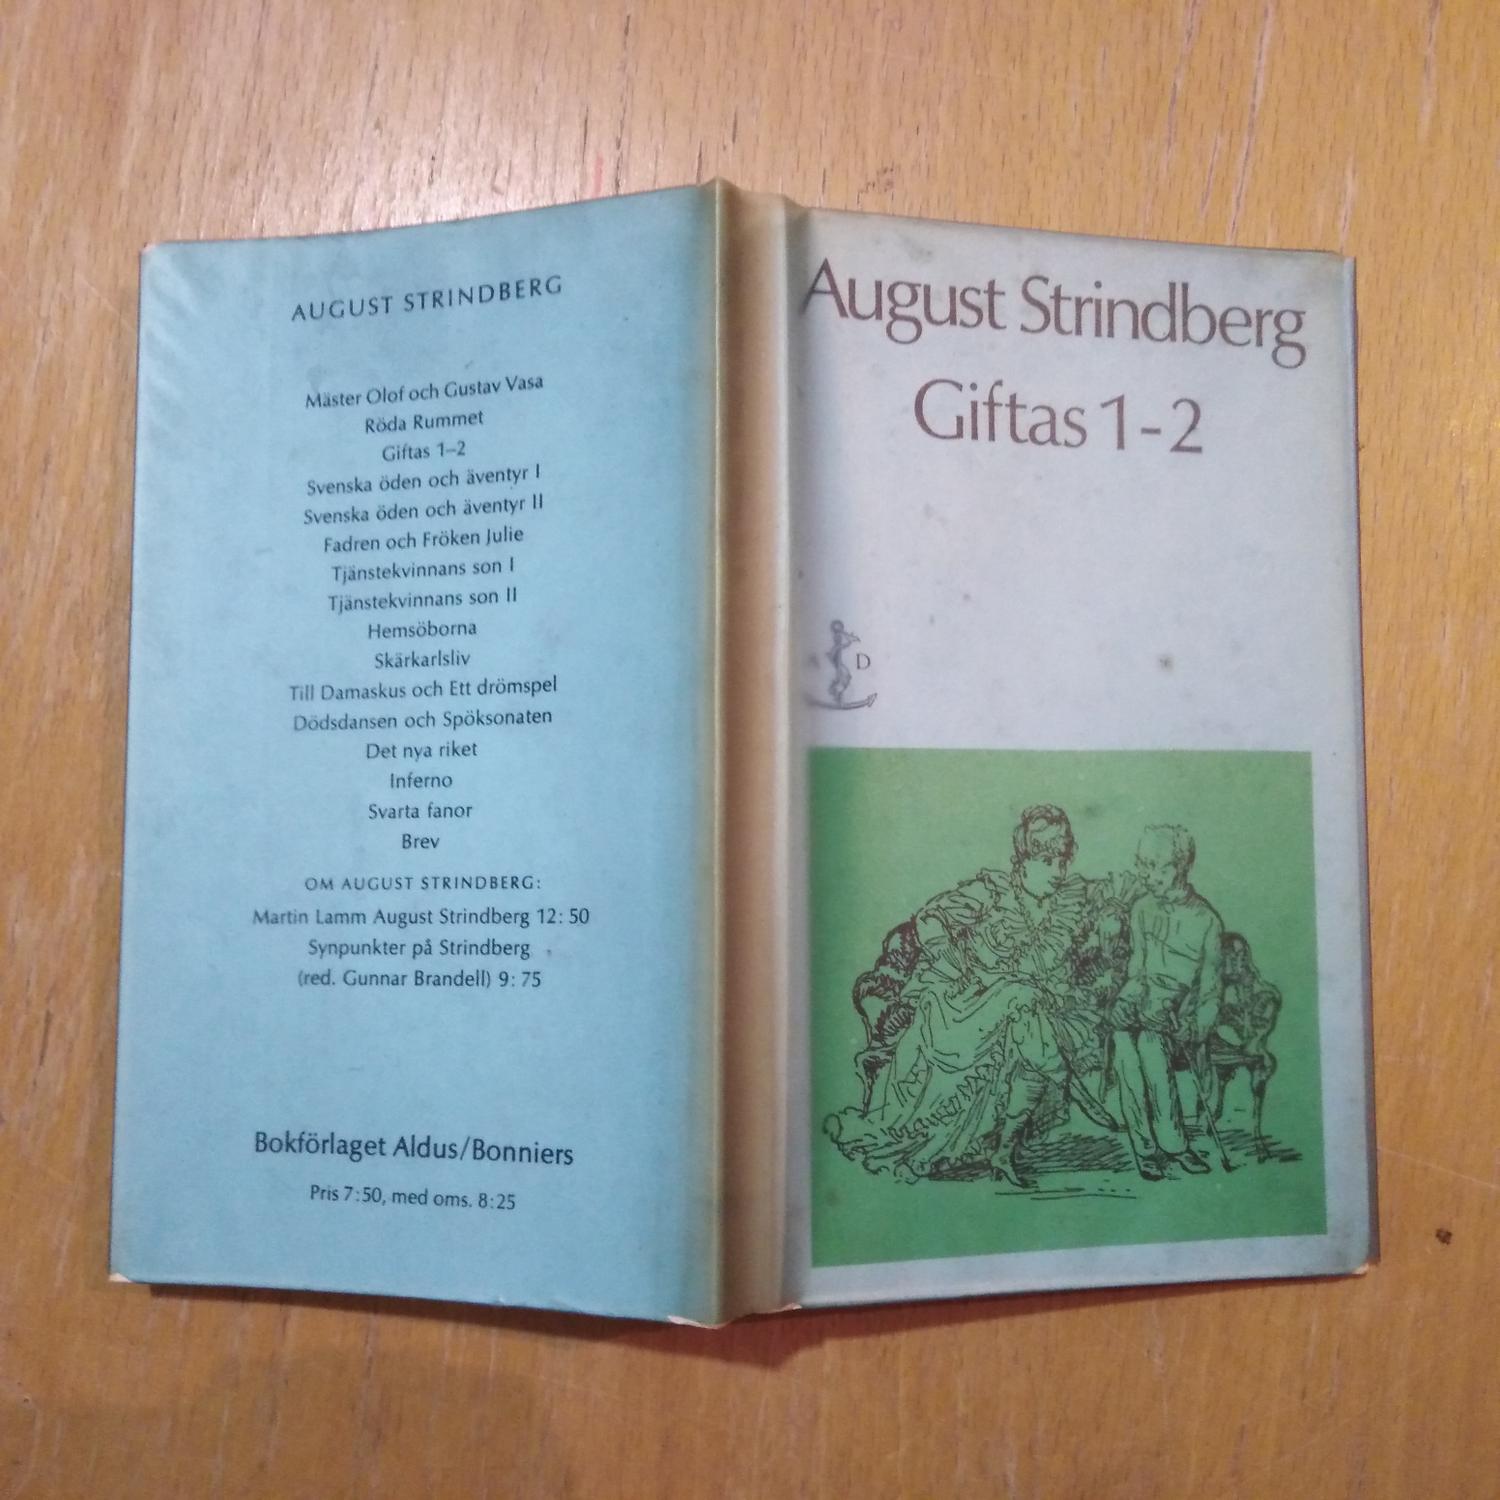 AUGUST STRINDBERG
Mäster Olof och Gustav Vasa
Röda Rummet
Giftas 1–2
Svenska öden och äventyr I
Svenska öden och äventyr II
Fadren och Fröken Julie
Tjänstekvinnans son I
Tjänstekvinnans son II
Hemsöborna
Skärkarlsliv
Till Damaskus och Ett drömspel
Dödsdansen och Spöksonaten
Det nya riket
Inferno
Svarta fanor
Brev
OM AUGUST STRINDBERG:
Martin Lamm August Strindberg 12: 50
Synpunkter på Strindberg
(red. Gunnar Brandell) 9: 75
Bokförlaget Aldus/Bonniers
Pris 7:50, med oms. 8:25
August Strindberg
Giftas 1-2
A D